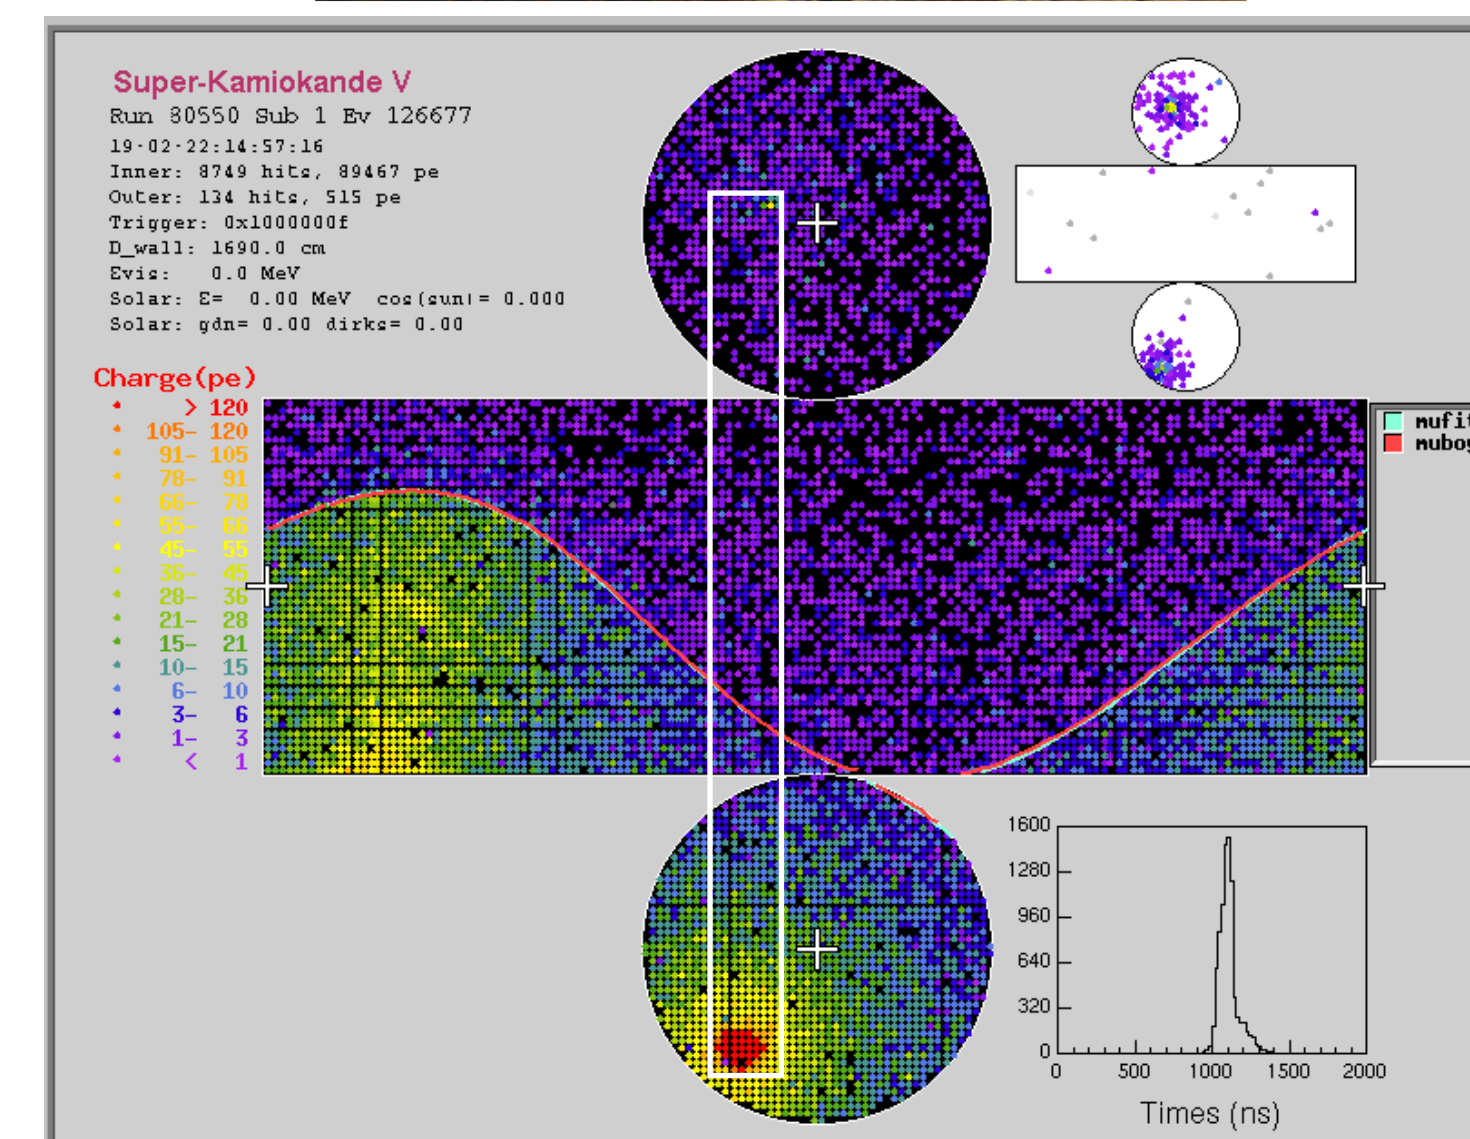 Super-Kamiokande V
Run 80550 Sub 1 Ev 126677
19-02-22:14:57:16
Inner: 8749 hits, 89467 pe
Outer: 134 hits, 515 pe
Trigger: 0x1000000f
D_wall: 1690.0 cm
Evis: 0.0 MeV
Solar: E= 0.00 MeV cos(sun)= 0.000
Solar: gdn= 0.00 dirks= 0.00
Charge(pe)
> 120
105- 120
91- 105
78- 91
66- 78
55- 66
45- 55
36- 45
28- 36
21- 28
15- 21
10- 15
6- 10
3- 6
1- 3
< 1
mufit
muboy
1600
1280
960
640
320
0
0 500 1000 1500 2000
Times (ns)